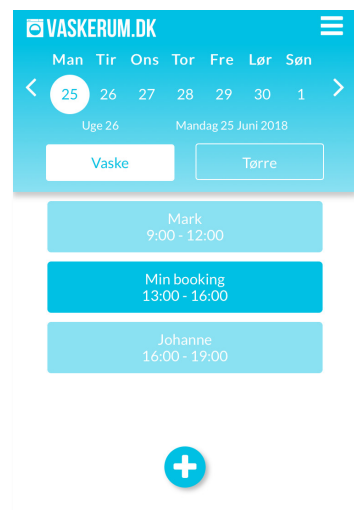 VASKERUM.DK
Man Tir Ons Tor Fre Lør Søn
25 26 27 28 29 30 1
Uge 26 Mandag 25 Juni 2018
Vaske Tørre
Mark
9:00 - 12:00
Min booking
13:00 - 16:00
Johanne
16:00 - 19:00